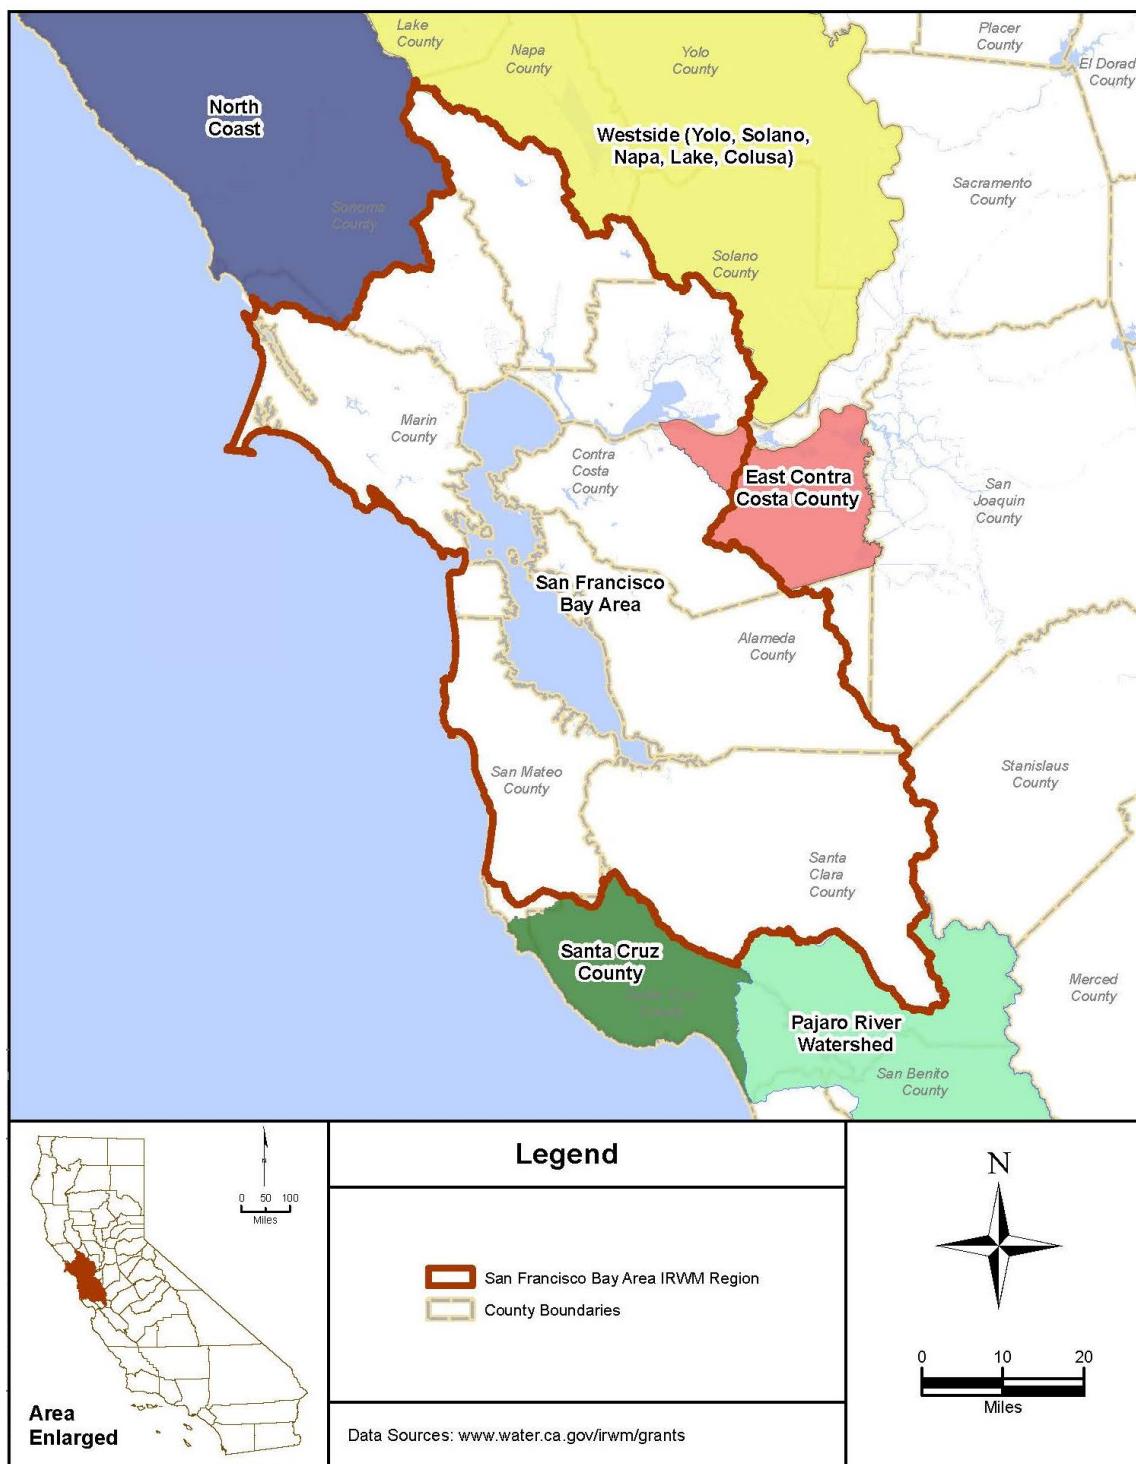 Lake
County
Napa
County
Yolo
County
Placer
County
El Dorad
County
North
Coast
Westside (Yolo, Solano,
Napa, Lake, Colusa)
Sacramento
County
Sonoma
County
Solano
County
Marin
County
Contra
Costa
County
East Contra
Costa County
San
Joaquin
County
San Francisco
Bay Area
Alameda
County
San Mateo
County
Stanislaus
County
Santa
Clara
County
Santa Cruz
County
Merced
County
Pajaro River
Watershed
San Benito
County
N
0 50 100
Miles
Area
Enlarged
Legend
San Francisco Bay Area IRWM Region
County Boundaries
Data Sources: www.water.ca.gov/irwm/grants
N
0 10 20
Miles